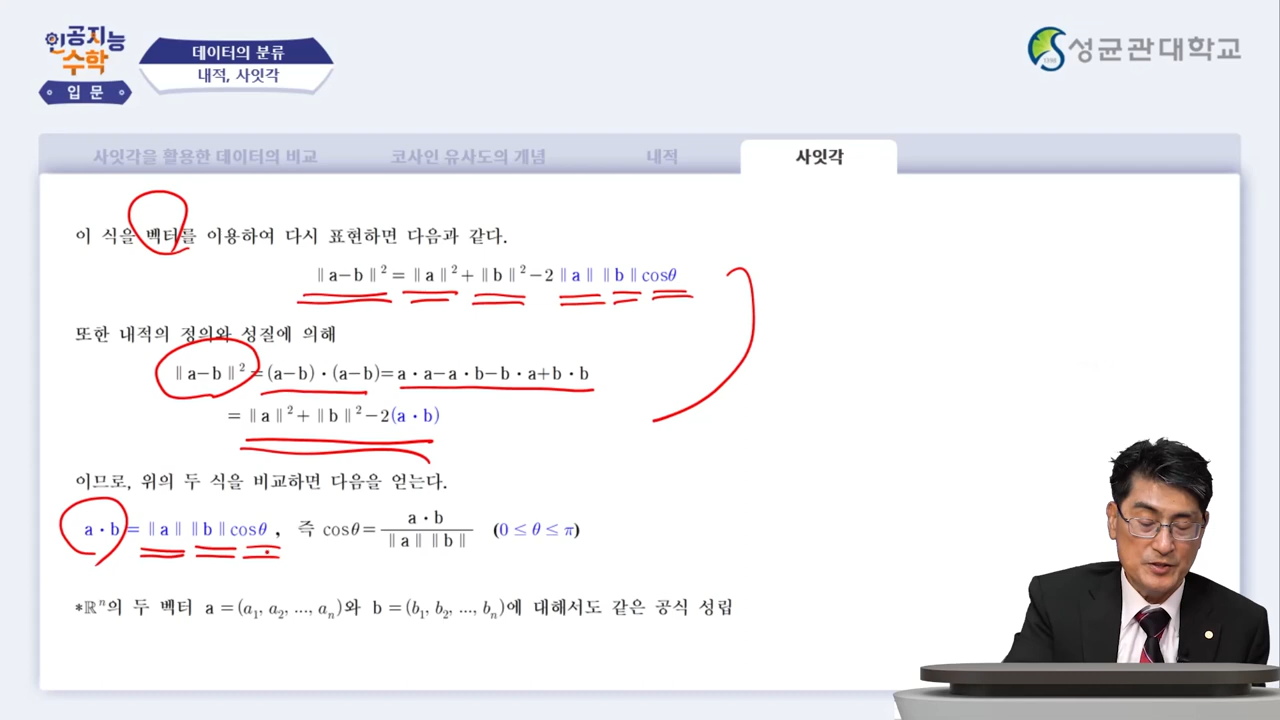 인공지능
수학
입문
데이터의 분류
내적, 사잇각
성균관대학교
사잇각을 활용한 데이터의 비교
코사인 유사도의 개념
내적
사잇각
이 식을 벡터를 이용하여 다시 표현하면 다음과 같다.
‖a−b‖²=‖a‖²+‖b‖²−2‖a‖‖b‖cosθ
또한 내적의 정의와 성질에 의해
‖a−b‖²=(a−b)·(a−b)=a·a−a·b−b·a+b·b
=‖a‖²+‖b‖²−2(a·b)
이므로, 위의 두 식을 비교하면 다음을 얻는다.
a·b=‖a‖‖b‖cosθ, 즉 cosθ= a·b / ‖a‖‖b‖ (0≤θ≤π)
*ℝⁿ의 두 벡터 a=(a₁, a₂, ..., aₙ)와 b=(b₁, b₂, ..., bₙ)에 대해서도 같은 공식 성립